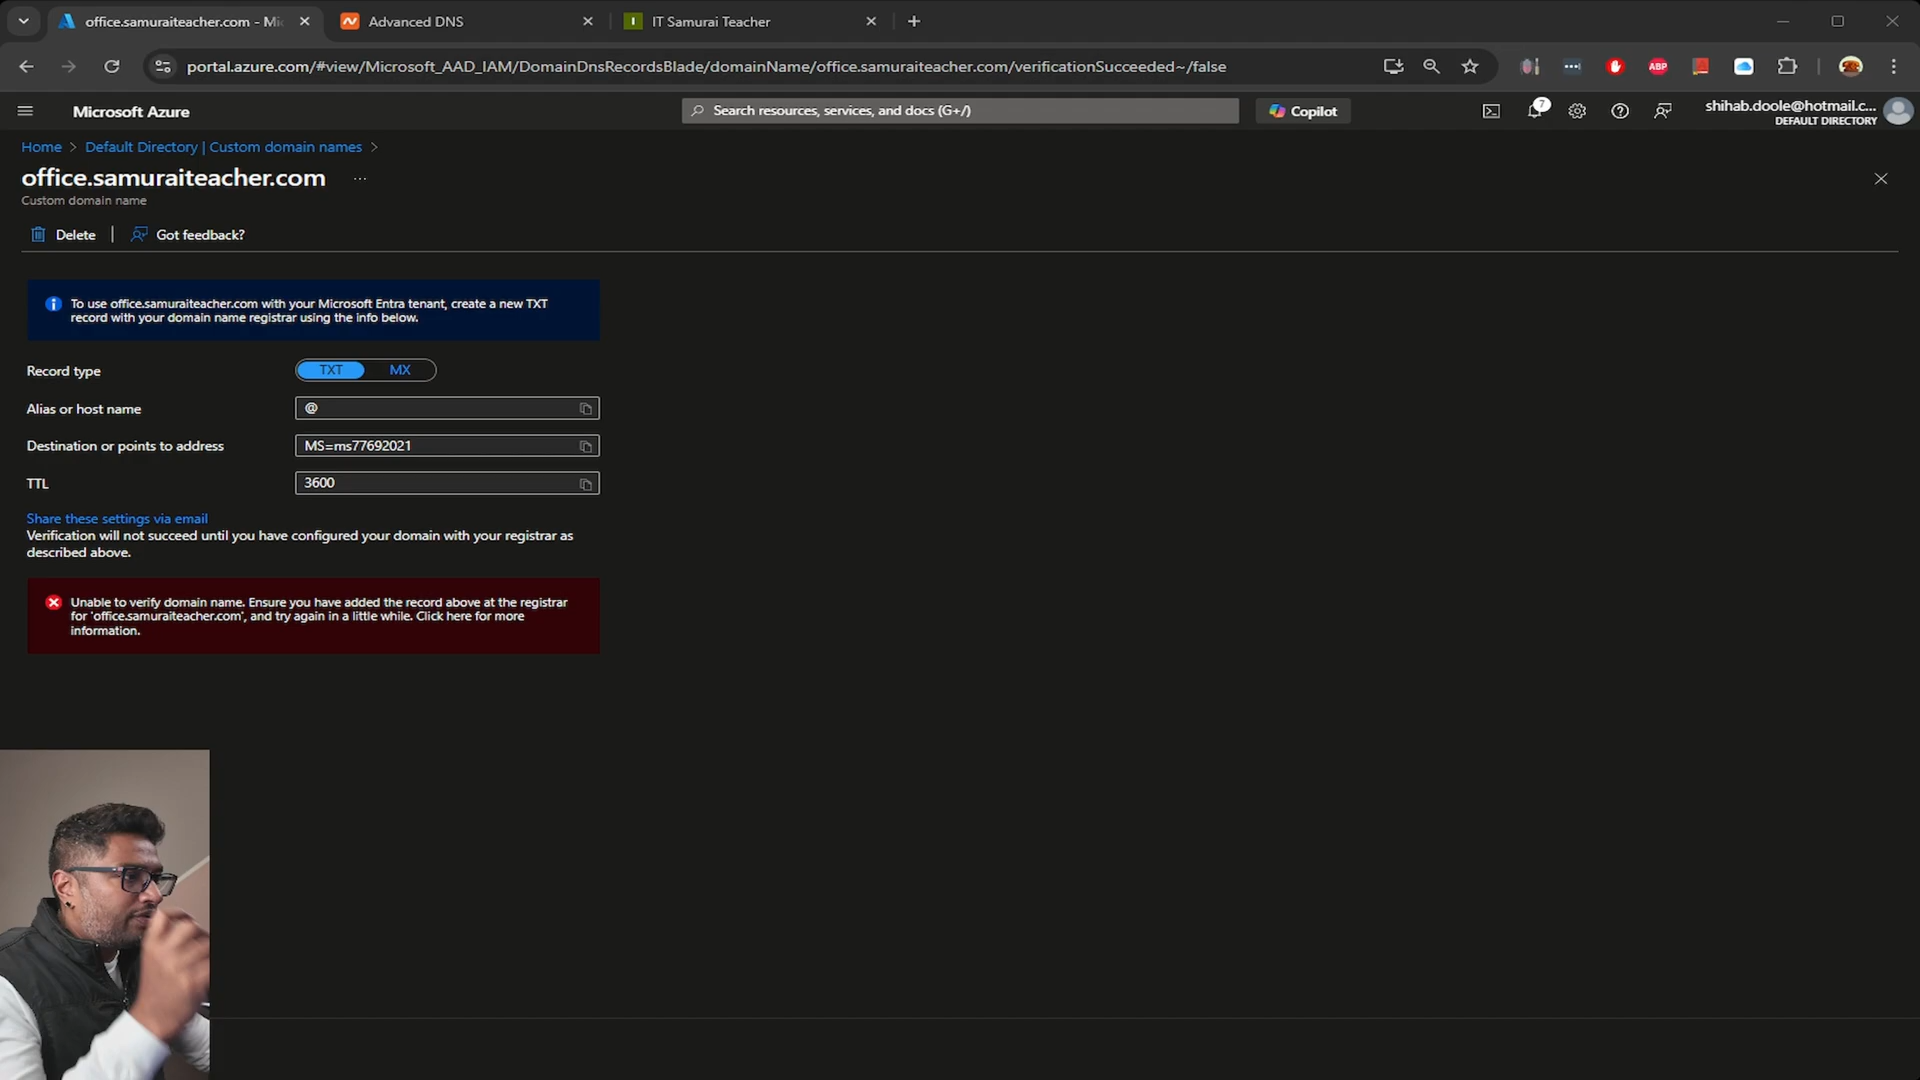 office.samuraiteacher.com - Mi
Advanced DNS
IT Samurai Teacher
portal.azure.com/#view/Microsoft_AAD_IAM/DomainDnsRecordsBlade/domainName/office.samuraiteacher.com/verificationSucceeded~/false
ABP
Microsoft Azure
Search resources, services, and docs (G+/)
Copilot
7
shihab.doole@hotmail.c...
DEFAULT DIRECTORY
Home > Default Directory | Custom domain names >
office.samuraiteacher.com ...
Custom domain name
Delete | Got feedback?
To use office.samuraiteacher.com with your Microsoft Entra tenant, create a new TXT
record with your domain name registrar using the info below.
Record type TXT MX
Alias or host name @
Destination or points to address MS=ms77692021
TTL 3600
Share these settings via email
Verification will not succeed until you have configured your domain with your registrar as
described above.
Unable to verify domain name. Ensure you have added the record above at the registrar
for 'office.samuraiteacher.com', and try again in a little while. Click here for more
information.